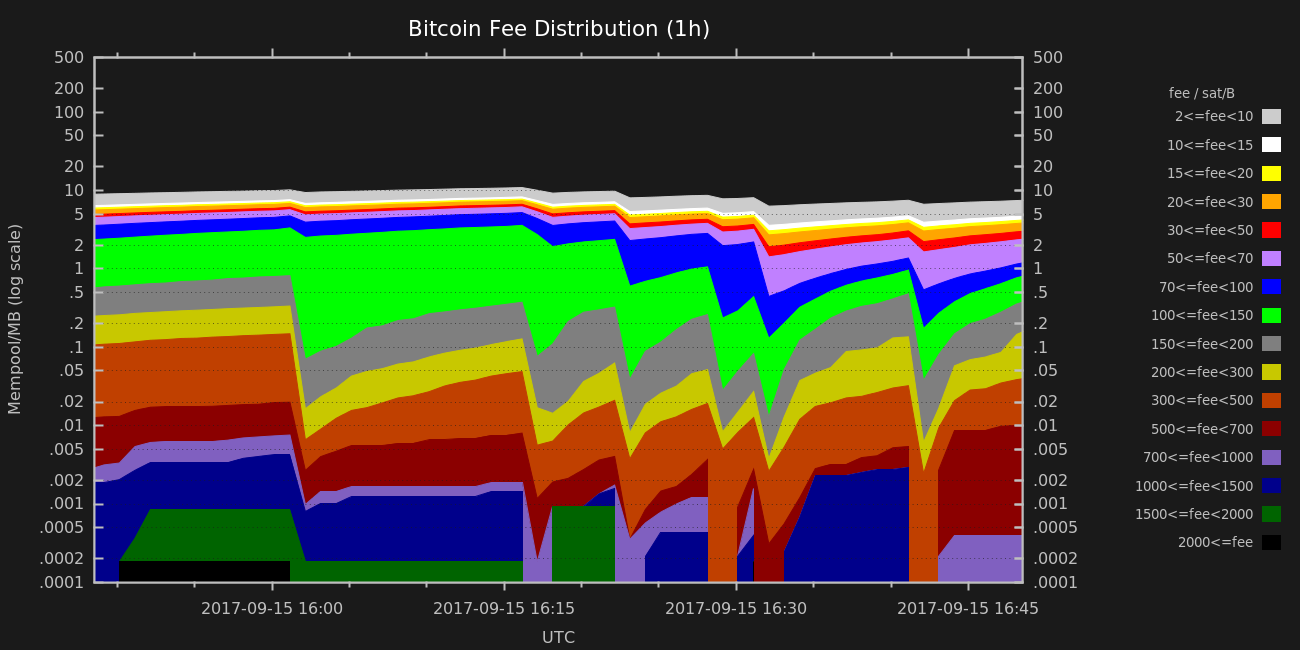 Bitcoin Fee Distribution (1h)
500
200
100
50
20
10
5
2
1
.5
.2
.1
.05
.02
.01
.005
.002
.001
.0005
.0002
.0001
Mempool/MB (log scale)
500
200
100
50
20
10
5
2
1
.5
.2
.1
.05
.02
.01
.005
.002
.001
.0005
.0002
.0001
2017-09-15 16:00
2017-09-15 16:15
2017-09-15 16:30
2017-09-15 16:45
UTC
fee / sat/B
2<=fee<10
10<=fee<15
15<=fee<20
20<=fee<30
30<=fee<50
50<=fee<70
70<=fee<100
100<=fee<150
150<=fee<200
200<=fee<300
300<=fee<500
500<=fee<700
700<=fee<1000
1000<=fee<1500
1500<=fee<2000
2000<=fee